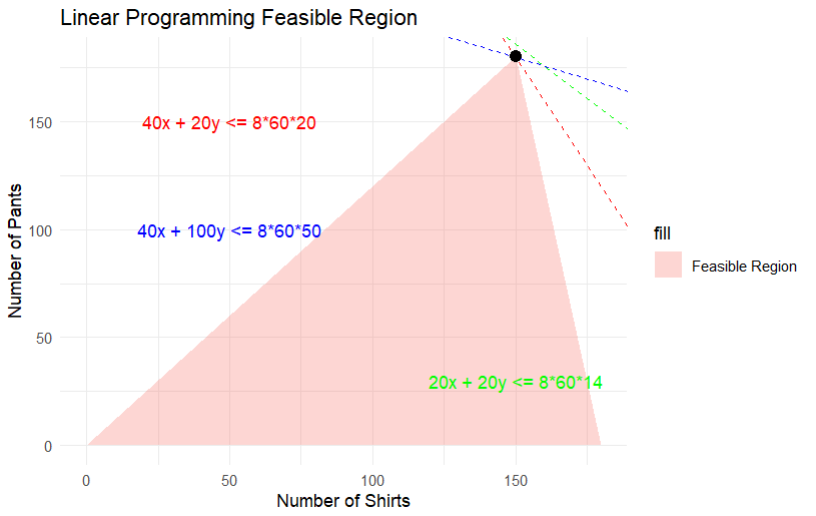 Linear Programming Feasible Region
Number of Pants
150
100
50
0
40x + 20y <= 8*60*20
40x + 100y <= 8*60*50
20x + 20y <= 8*60*14
0
50
100
150
Number of Shirts
fill
Feasible Region